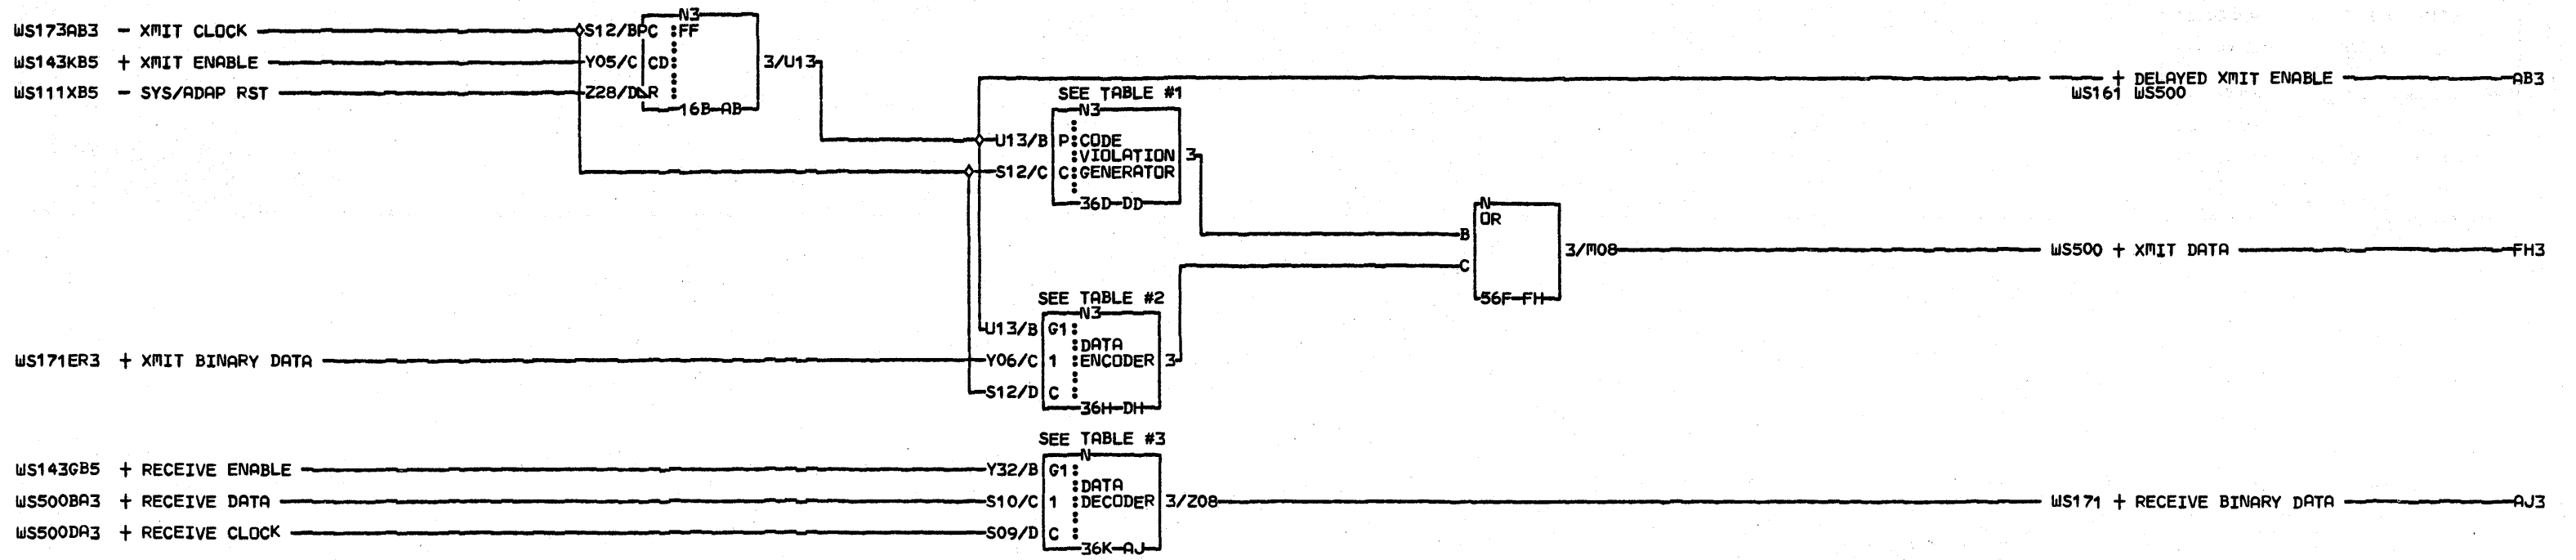 N3
WS173AB3 - XMIT CLOCK S12/B PC FF
WS143KB5 + XMIT ENABLE Y05/C CD 3/U13
WS111XB5 - SYS/ADAP RST Z28/D R
16B-AB
+ DELAYED XMIT ENABLE AB3
WS161 WS500
SEE TABLE #1
N3
U13/B P CODE
VIOLATION 3
S12/C C GENERATOR
36D-DD
N
OR
B
3/M08 WS500 + XMIT DATA FH3
C
56F-FH
SEE TABLE #2
N3
U13/B G1
DATA
WS171ER3 + XMIT BINARY DATA Y06/C 1 ENCODER 3
S12/D C
36H-DH
SEE TABLE #3
N
WS143GB5 + RECEIVE ENABLE Y32/B G1
DATA
WS500BA3 + RECEIVE DATA S10/C 1 DECODER 3/Z08 WS171 + RECEIVE BINARY DATA AJ3
WS500DA3 + RECEIVE CLOCK S09/D C
36K-AJ